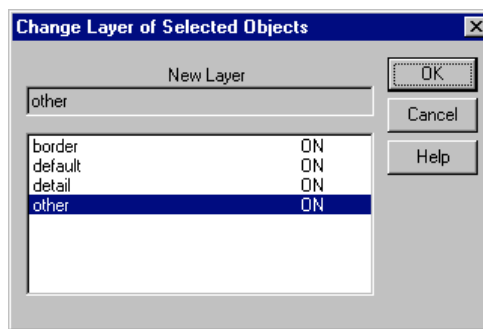 Change Layer of Selected Objects
New Layer
other
OK
Cancel
Help
border ON
default ON
detail ON
other ON